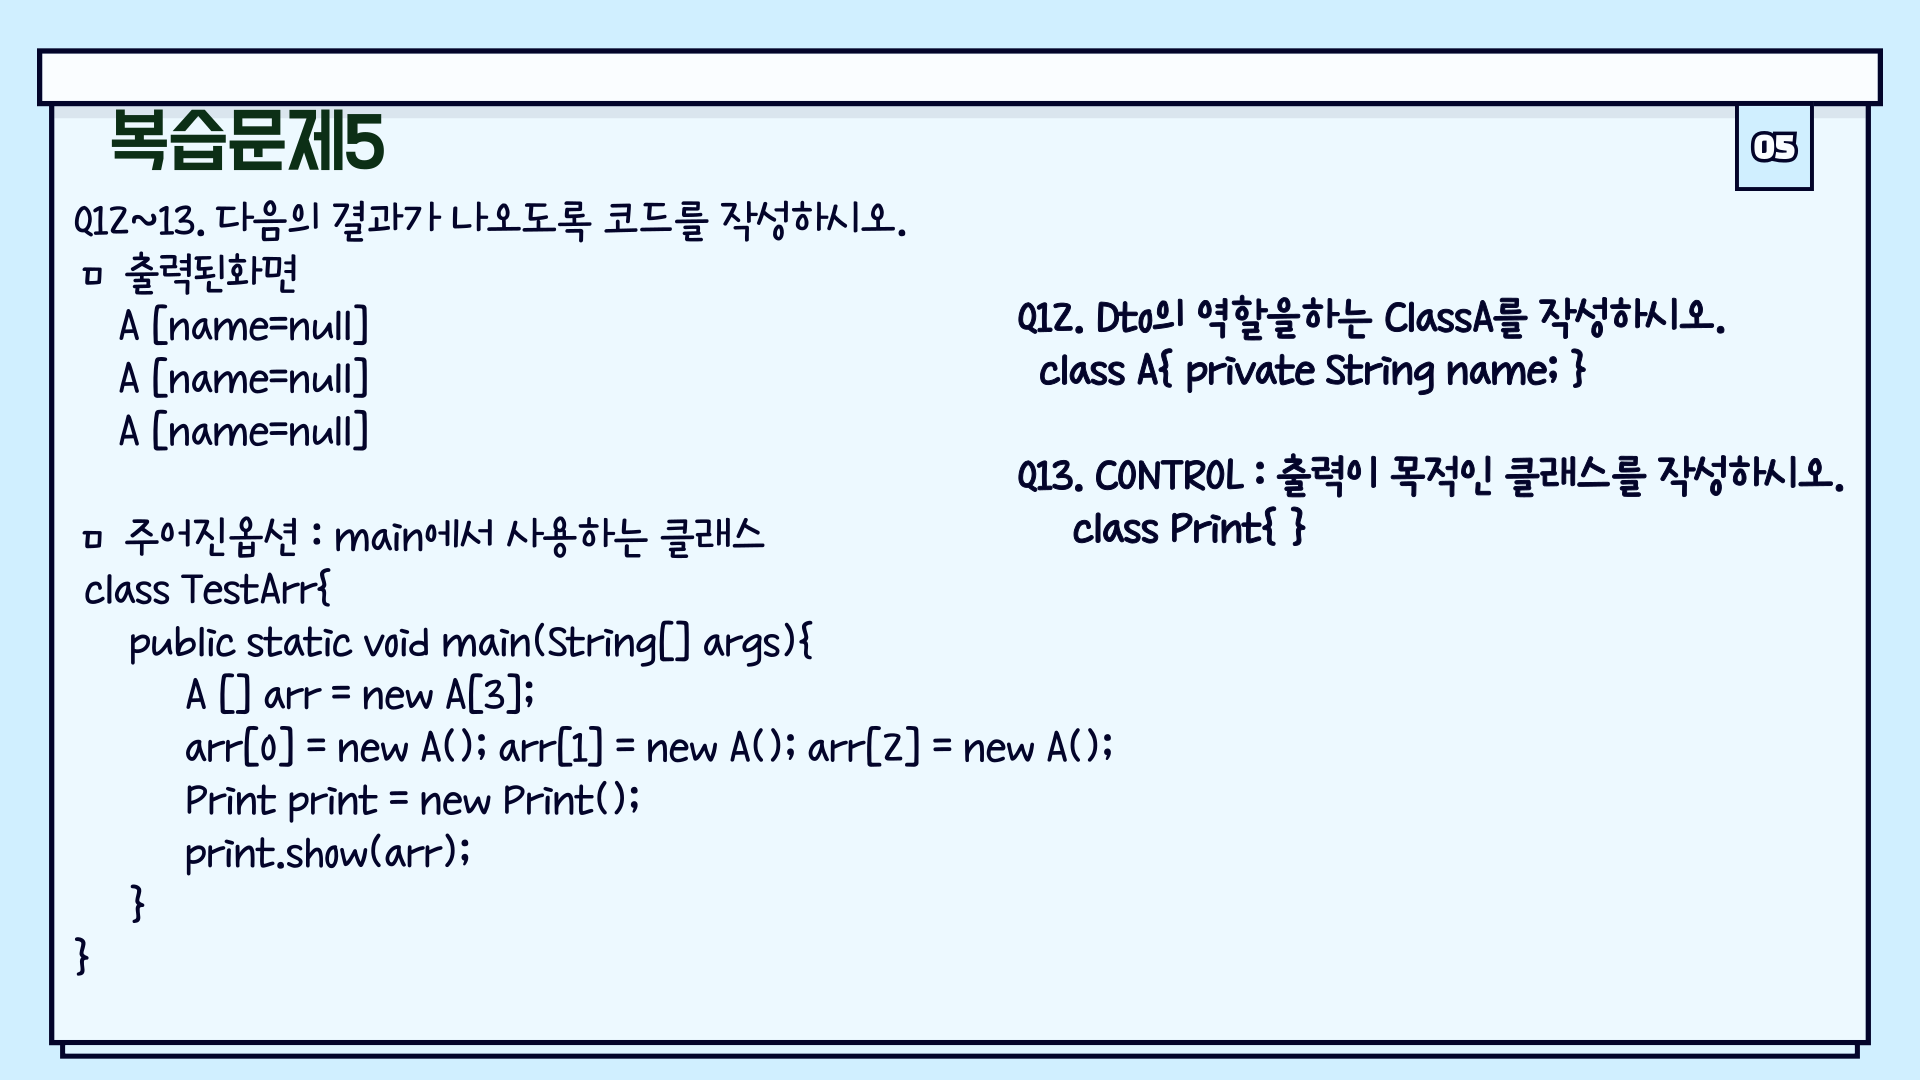 복습문제5
05
Q12~13. 다음의 결과가 나오도록 코드를 작성하시오.
ㅁ 출력된화면
A [name=null]
A [name=null]
A [name=null]
ㅁ 주어진옵션 : main에서 사용하는 클래스
class TestArr{
public static void main(String[] args){
A [] arr = new A[3];
arr[0] = new A(); arr[1] = new A(); arr[2] = new A();
Print print = new Print();
print.show(arr);
}
}
Q12. Dto의 역할을하는 ClassA를 작성하시오.
class A{ private String name; }
Q13. CONTROL : 출력이 목적인 클래스를 작성하시오.
class Print{ }